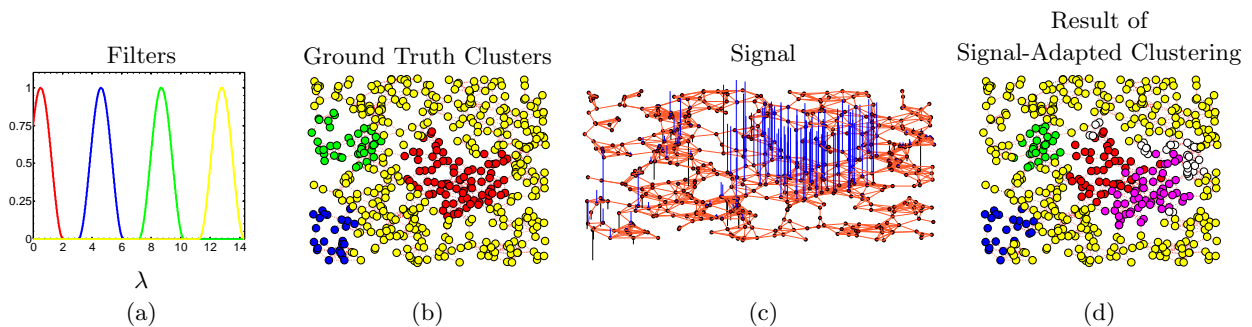 Filters
1
0.75
0.5
0.25
0
0 2 4 6 8 10 12 14
λ
(a)
Ground Truth Clusters
(b)
Signal
(c)
Result of
Signal-Adapted Clustering
(d)